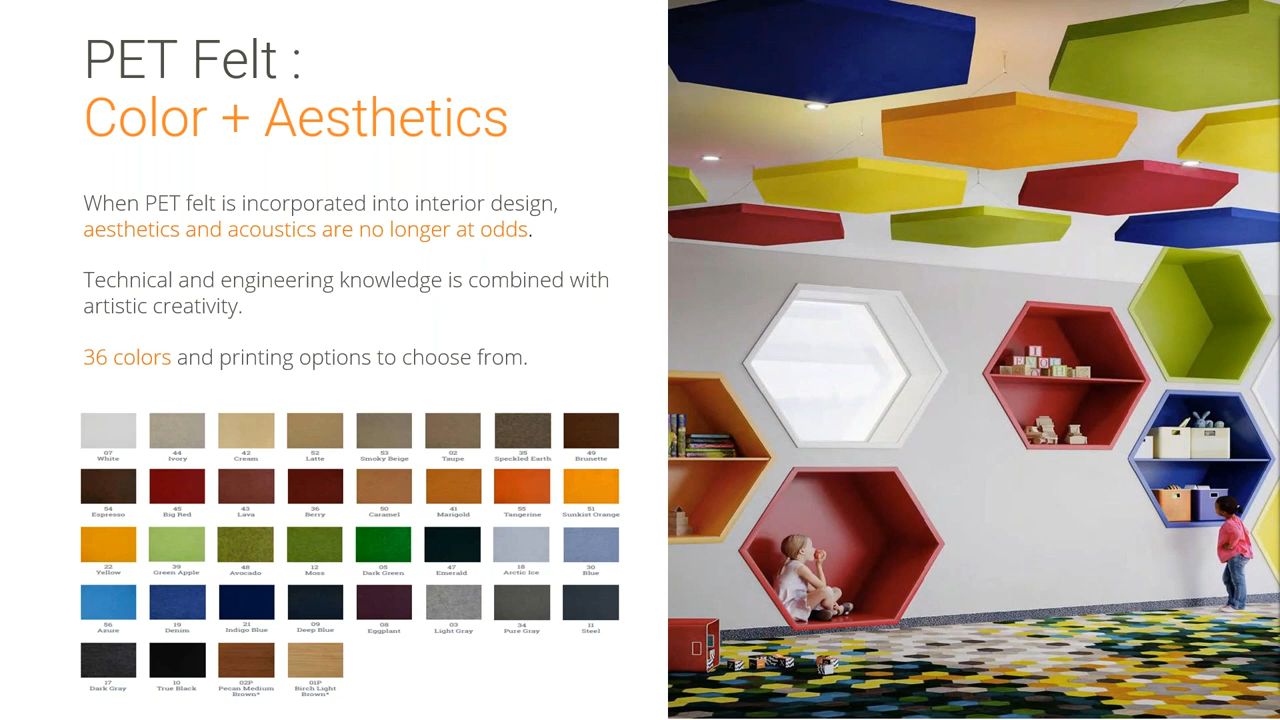 PET Felt :
Color + Aesthetics
When PET felt is incorporated into interior design,
aesthetics and acoustics are no longer at odds.
Technical and engineering knowledge is combined with
artistic creativity.
36 colors and printing options to choose from.
07 44 42 52 53 02 35 49
White Ivory Cream Latte Smoky Beige Taupe Speckled Earth Brunette
54 45 43 36 50 41 55 51
Espresso Big Red Lava Berry Caramel Marigold Tangerine Sunkist Orange
22 39 48 12 05 47 18 30
Yellow Green Apple Avocado Moss Dark Green Emerald Arctic Ice Blue
56 19 21 09 08 03 34 11
Azure Denim Indigo Blue Deep Blue Eggplant Light Gray Pure Gray Steel
17 10 02P 01P
Dark Gray True Black Pecan Medium Birch Light
Brown* Brown*